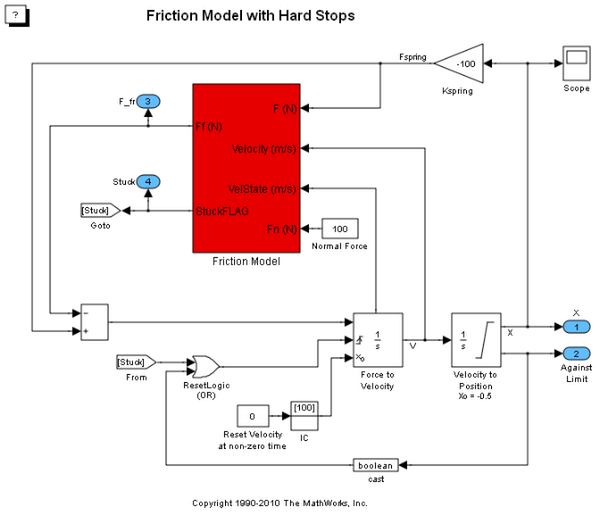 ?
Friction Model with Hard Stops
Fspring
-100
Kspring
Scope
F_fr
3
F (N)
Ff (N)
Velocity (m/s)
Stuck
4
VelState (m/s)
[Stuck]
StuckFLAG
Goto
Fn (N)
100
Normal Force
Friction Model
−
+
1
s
xo
Force to
Velocity
V
1
s
Velocity to
Position
Xo = -0.5
X
X
1
2
Against
Limit
[Stuck]
From
ResetLogic
(OR)
0
Reset Velocity
at non-zero time
[100]
IC
boolean
cast
Copyright 1990-2010 The MathWorks, Inc.